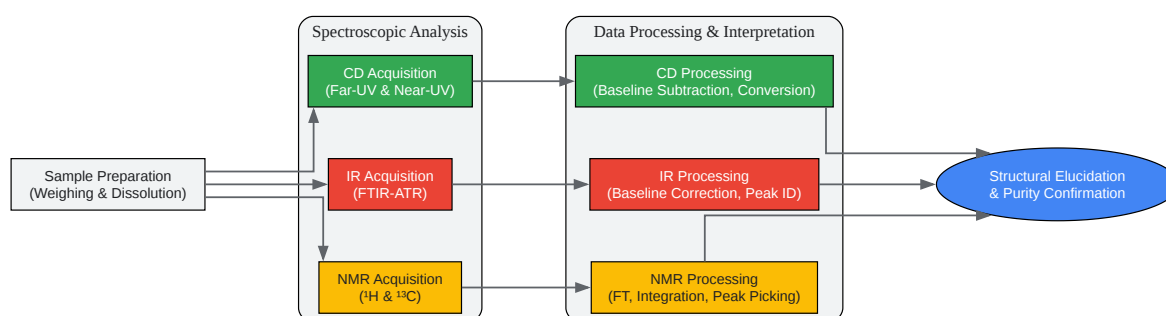 Spectroscopic Analysis
Data Processing & Interpretation
CD Acquisition
(Far-UV & Near-UV)
CD Processing
(Baseline Subtraction, Conversion)
Sample Preparation
(Weighing & Dissolution)
IR Acquisition
(FTIR-ATR)
IR Processing
(Baseline Correction, Peak ID)
Structural Elucidation
& Purity Confirmation
NMR Acquisition
(¹H & ¹³C)
NMR Processing
(FT, Integration, Peak Picking)